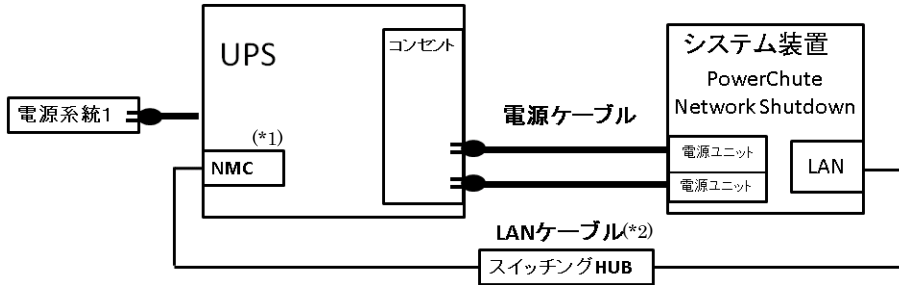 電源系統1
UPS
コンセント
(*1)
NMC
電源ケーブル
システム装置
PowerChute
Network Shutdown
電源ユニット
電源ユニット
LAN
LANケーブル(*2)
スイッチングHUB